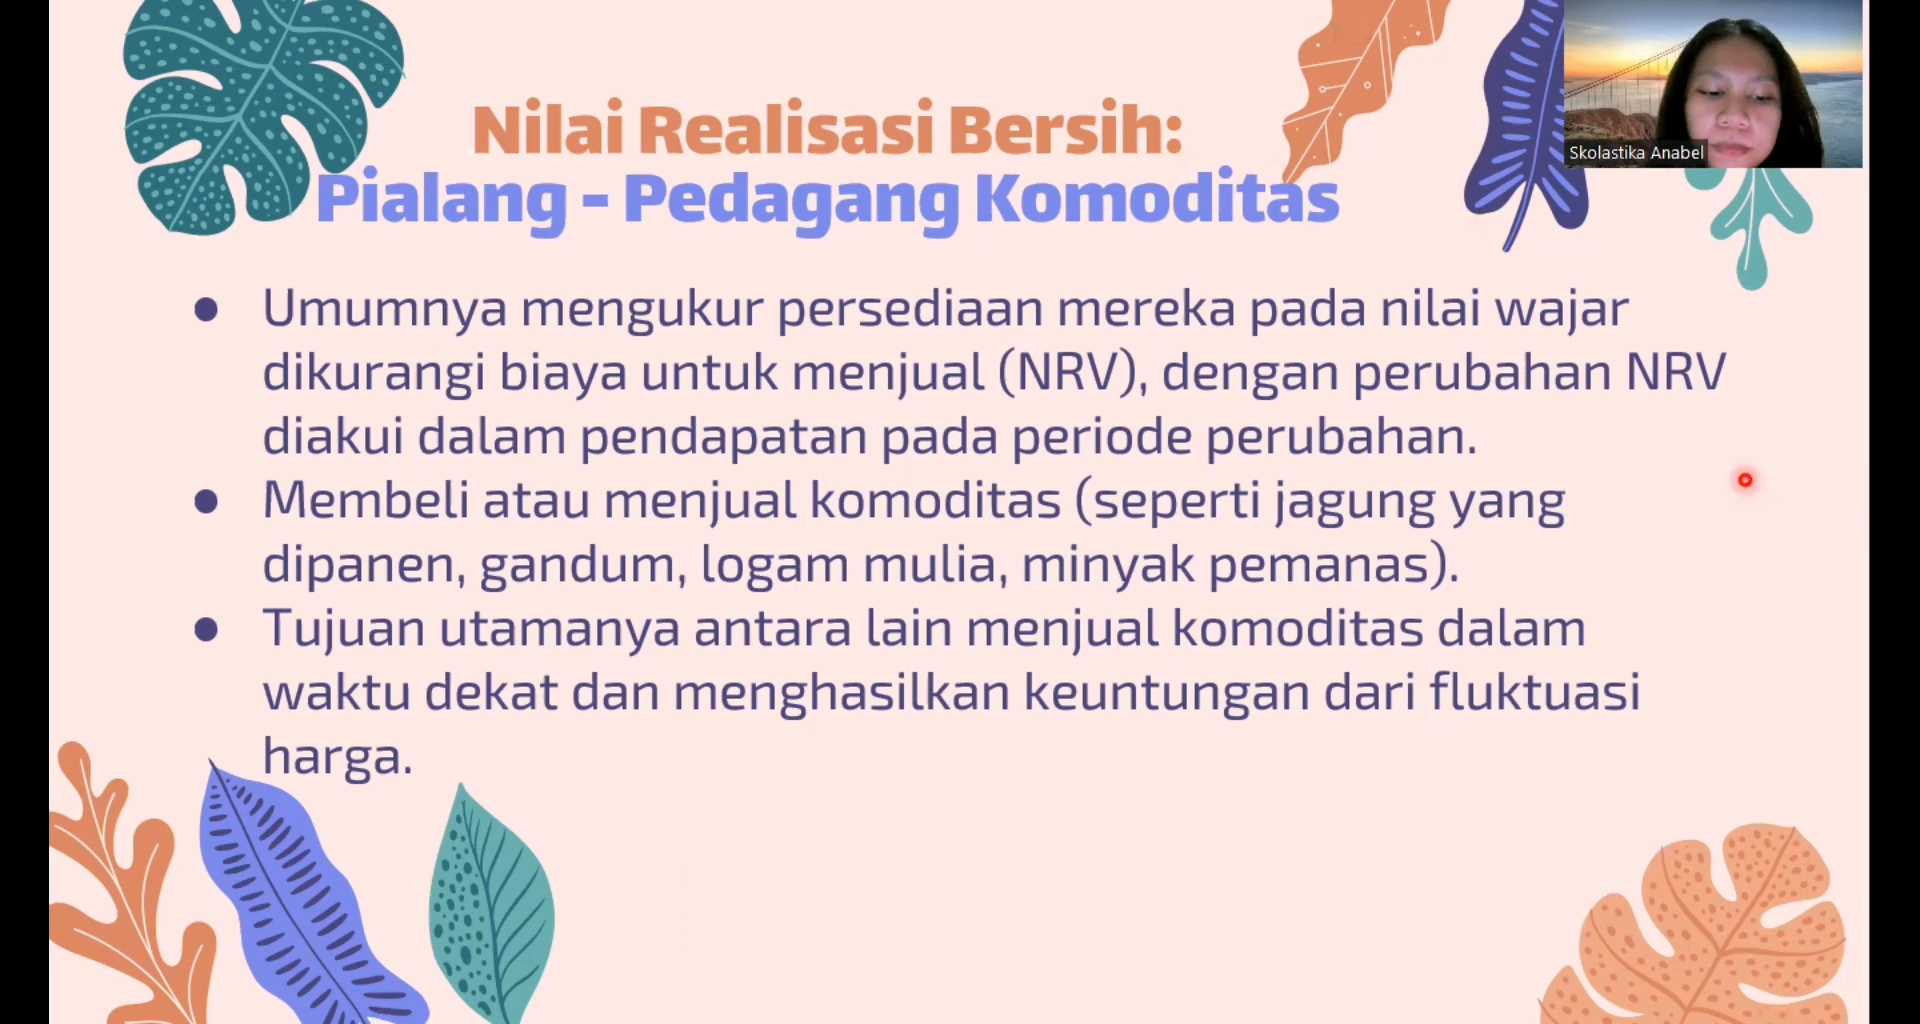 Nilai Realisasi Bersih:
Pialang - Pedagang Komoditas
Skolastika Anabel
● Umumnya mengukur persediaan mereka pada nilai wajar
dikurangi biaya untuk menjual (NRV), dengan perubahan NRV
diakui dalam pendapatan pada periode perubahan.
● Membeli atau menjual komoditas (seperti jagung yang
dipanen, gandum, logam mulia, minyak pemanas).
● Tujuan utamanya antara lain menjual komoditas dalam
waktu dekat dan menghasilkan keuntungan dari fluktuasi
harga.